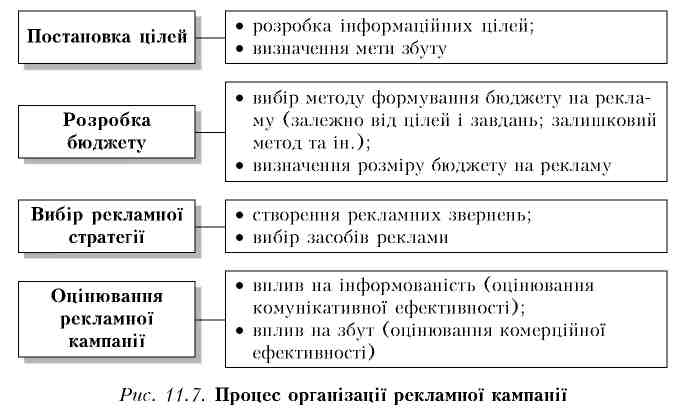 Постановка цілей
• розробка інформаційних цілей;
• визначення мети збуту
Розробка
бюджету
• вибір методу формування бюджету на рекла-
му (залежно від цілей і завдань; залишковий
метод та ін.);
• визначення розміру бюджету на рекламу
Вибір рекламної
стратегії
• створення рекламних звернень;
• вибір засобів реклами
Оцінювання
рекламної
кампанії
• вплив на інформованість (оцінювання
комунікативної ефективності);
• вплив на збут (оцінювання комерційної
ефективності)
Рис. 11.7. Процес організації рекламної кампанії